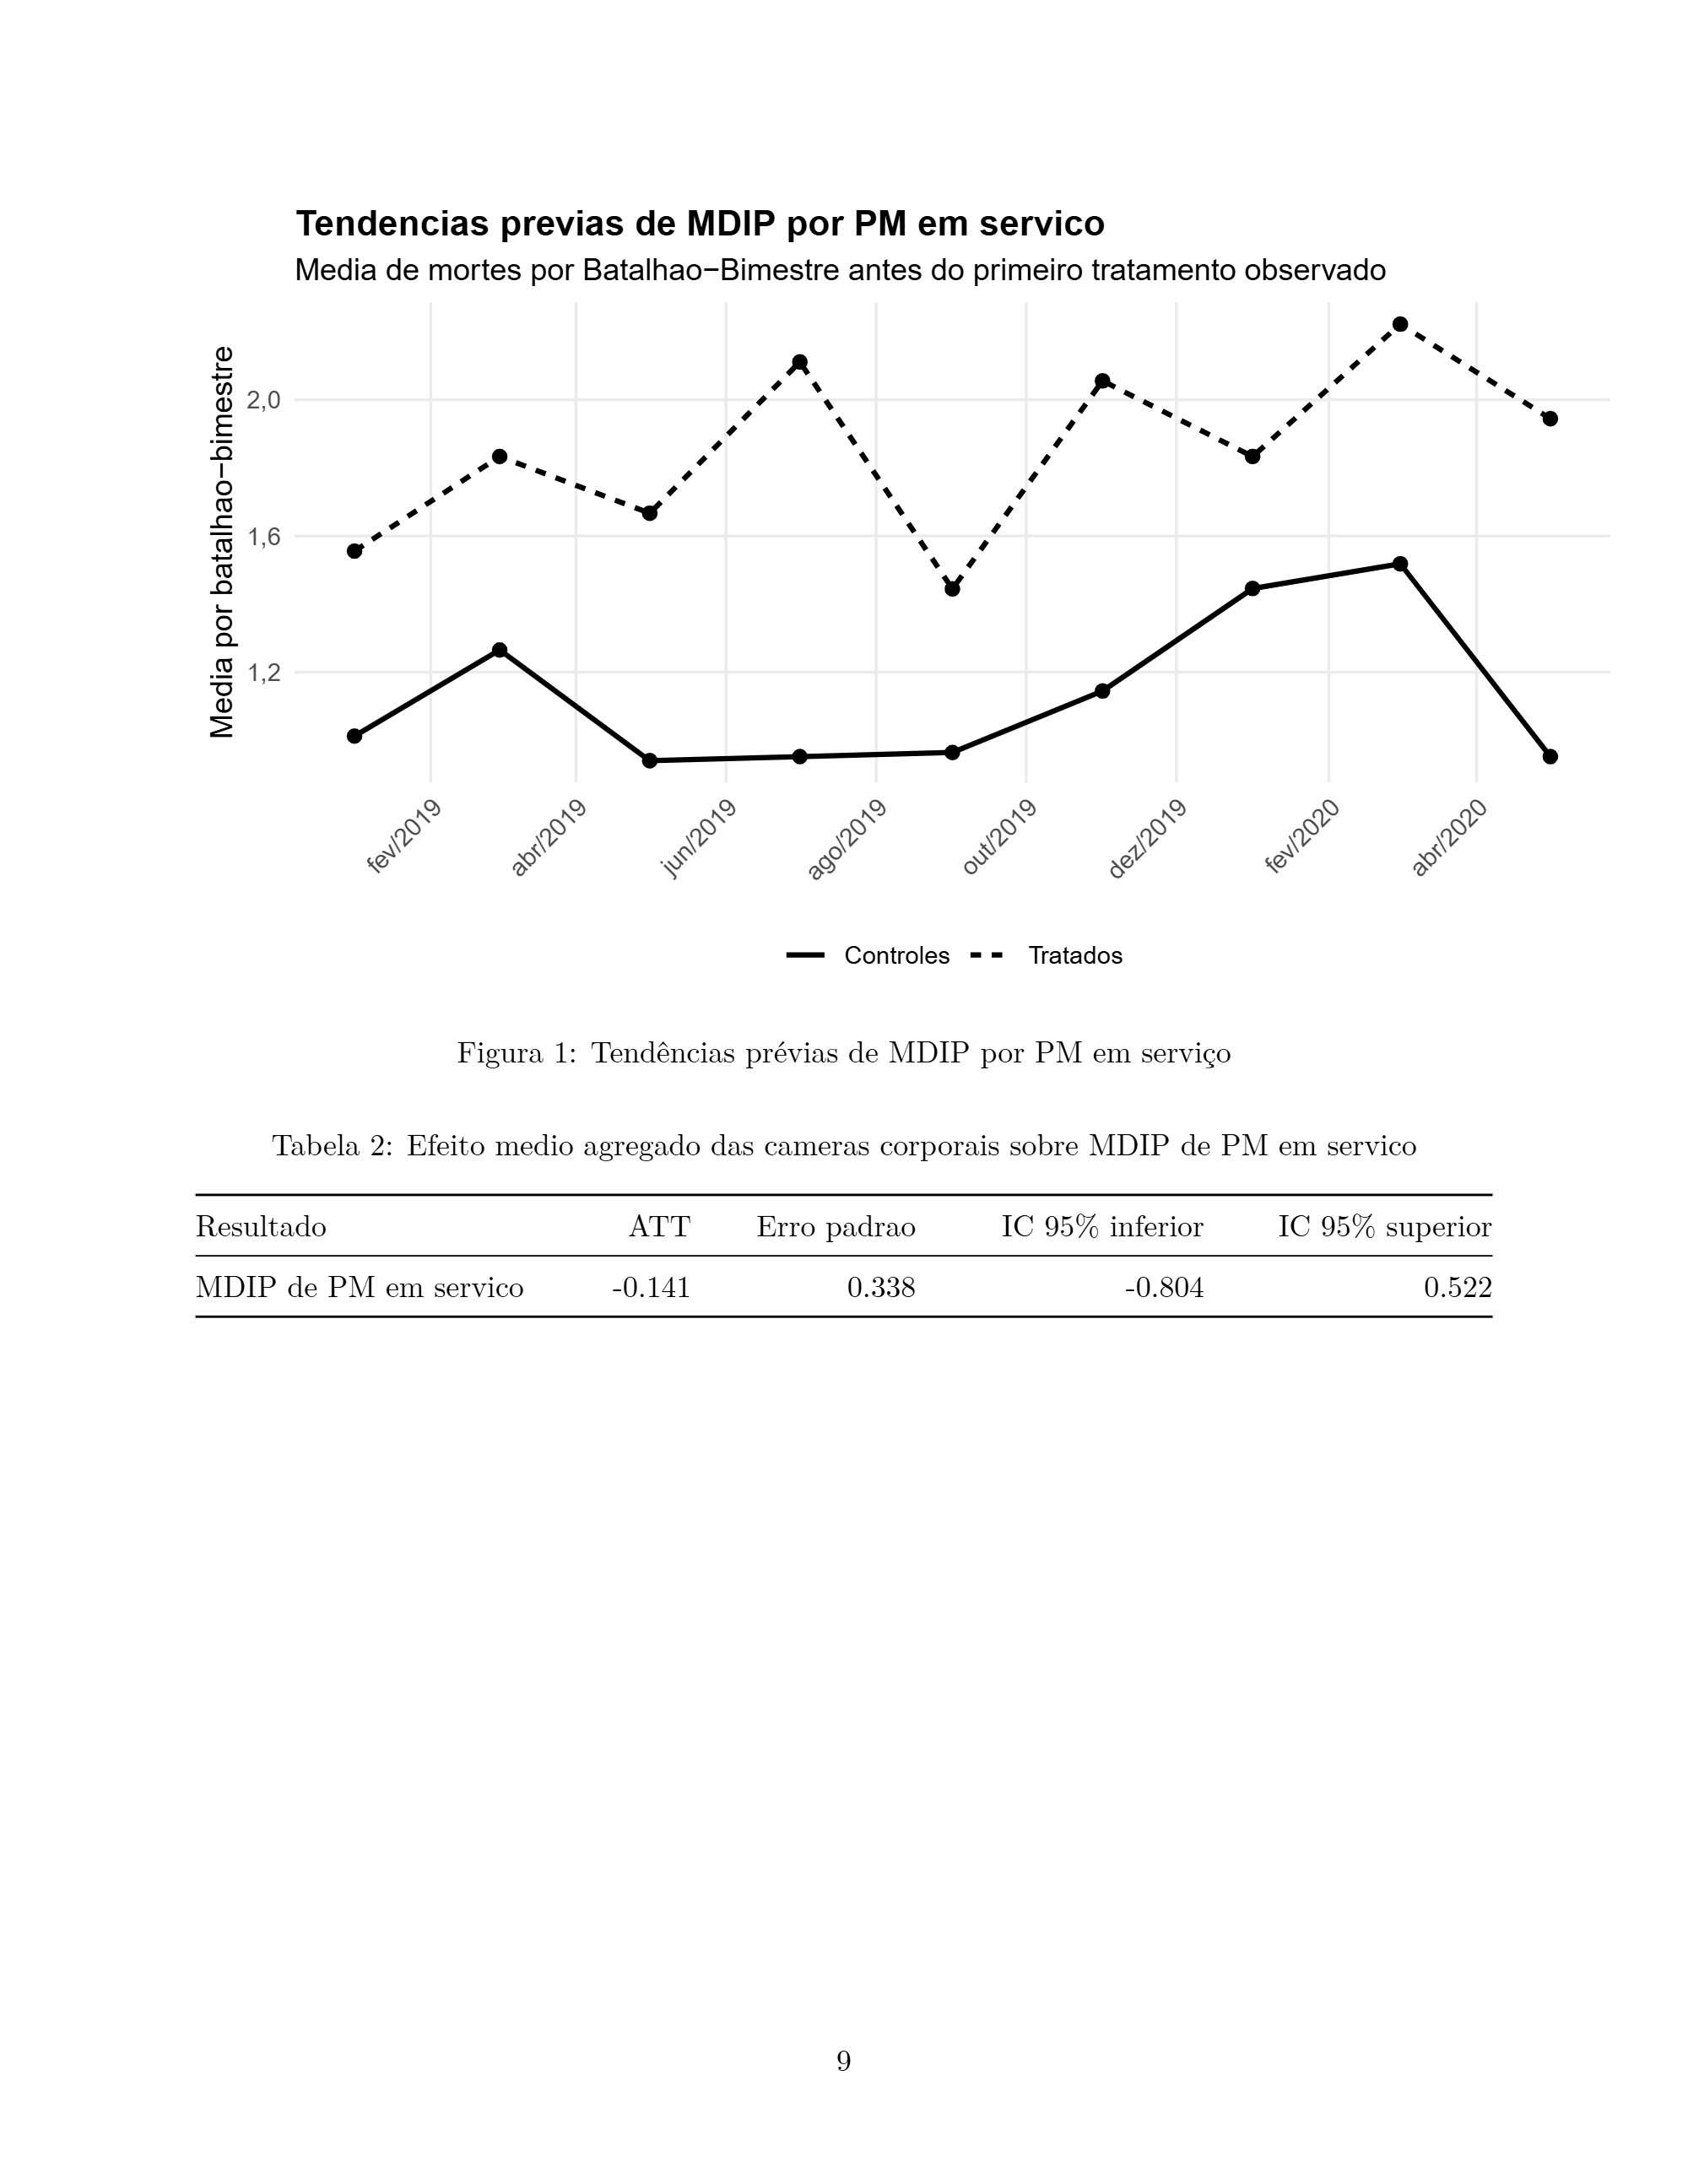 Tendencias previas de MDIP por PM em servico
Media de mortes por Batalhao−Bimestre antes do primeiro tratamento observado
Media por batalhao−bimestre
2,0
1,6
1,2
fev/2019
abr/2019
jun/2019
ago/2019
out/2019
dez/2019
fev/2020
abr/2020
Controles Tratados
Figura 1: Tendências prévias de MDIP por PM em serviço
Tabela 2: Efeito medio agregado das cameras corporais sobre MDIP de PM em servico
Resultado ATT Erro padrao IC 95% inferior IC 95% superior
MDIP de PM em servico -0.141 0.338 -0.804 0.522
9